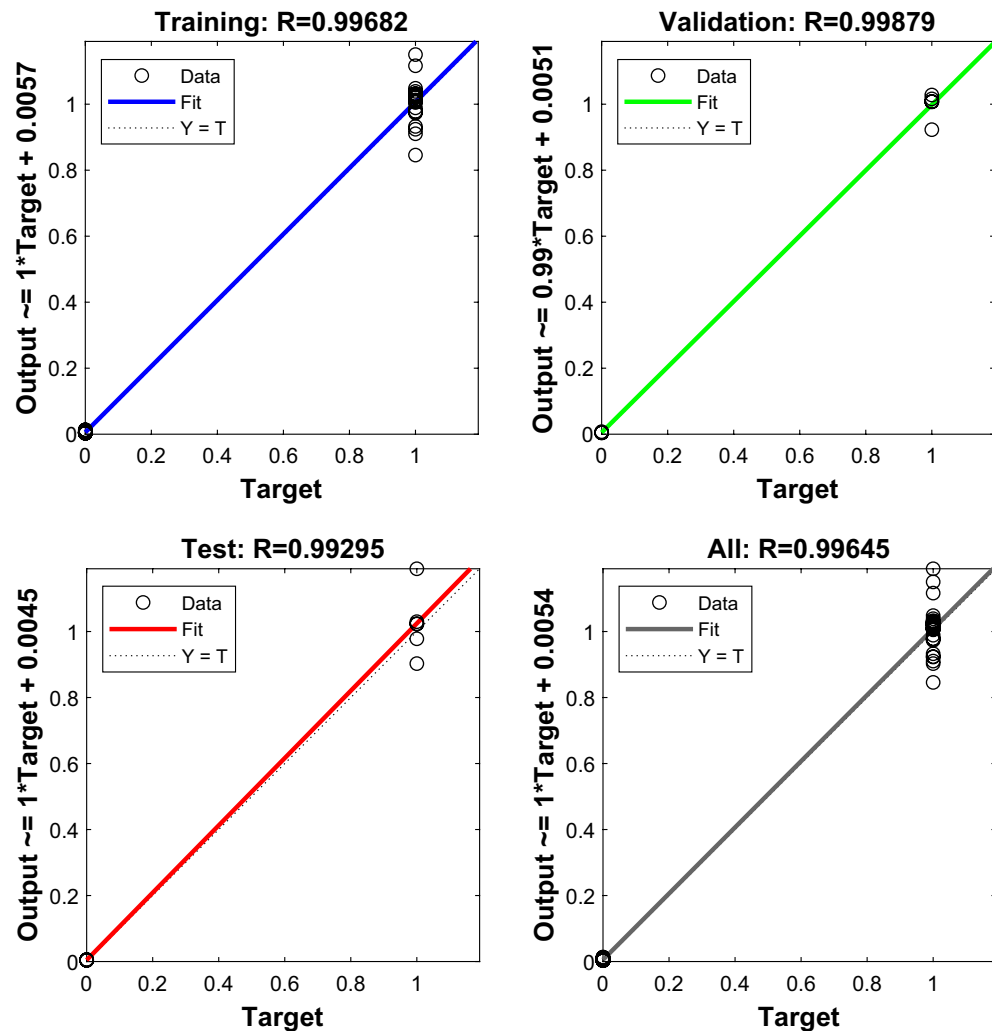 Training: R=0.99682
Output ~= 1*Target + 0.0057
Data
Fit
Y = T
1
0.8
0.6
0.4
0.2
0
0 0.2 0.4 0.6 0.8 1
Target
Validation: R=0.99879
Output ~= 0.99*Target + 0.0051
Data
Fit
Y = T
1
0.8
0.6
0.4
0.2
0
0 0.2 0.4 0.6 0.8 1
Target
Test: R=0.99295
Output ~= 1*Target + 0.0045
Data
Fit
Y = T
1
0.8
0.6
0.4
0.2
0
0 0.2 0.4 0.6 0.8 1
Target
All: R=0.99645
Output ~= 1*Target + 0.0054
Data
Fit
Y = T
1
0.8
0.6
0.4
0.2
0
0 0.2 0.4 0.6 0.8 1
Target